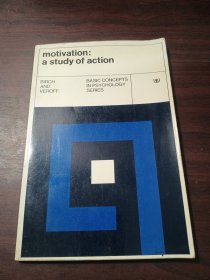 motivation:
a study of action
BIRCH
AND
VEROFF
BASIC CONCEPTS
IN PSYCHOLOGY
SERIES